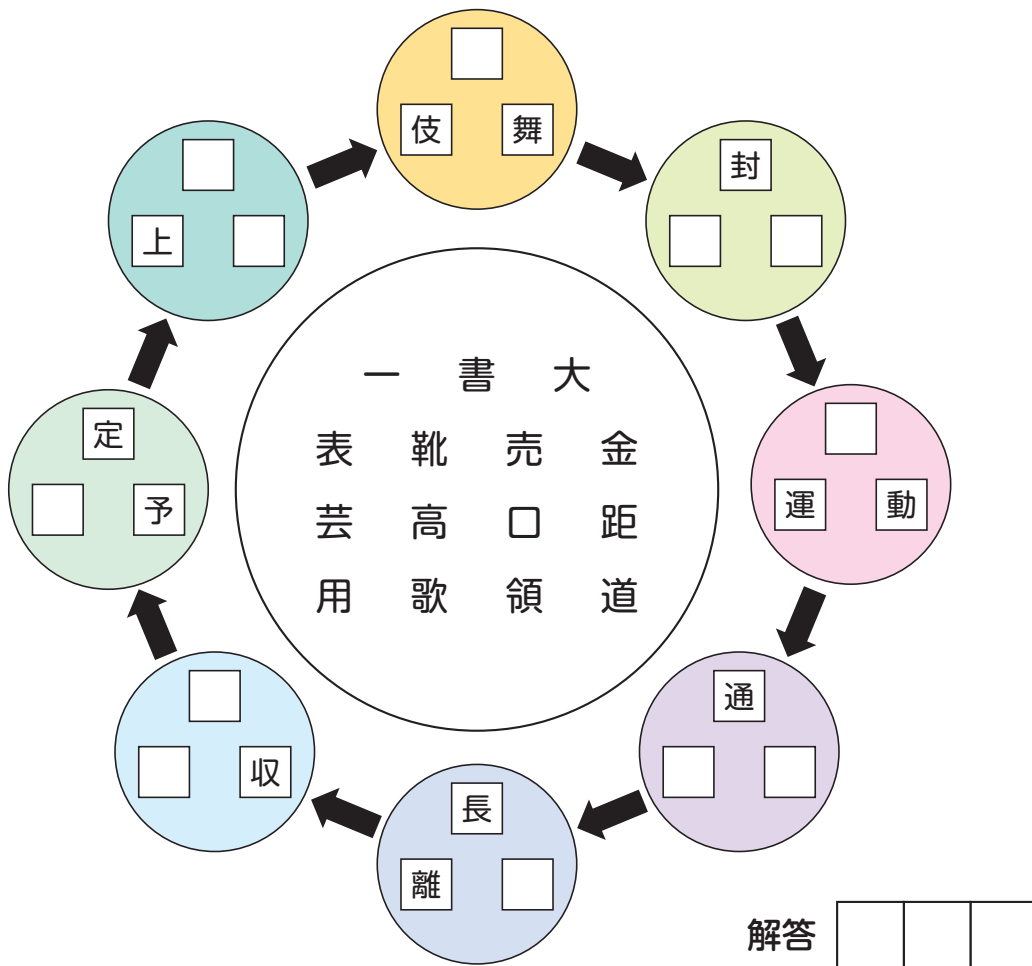 伎 舞
封
上
一 書 大
表 靴 売 金
芸 高 口 距
用 歌 領 道
定
予
運 動
通
収
長
離
解答